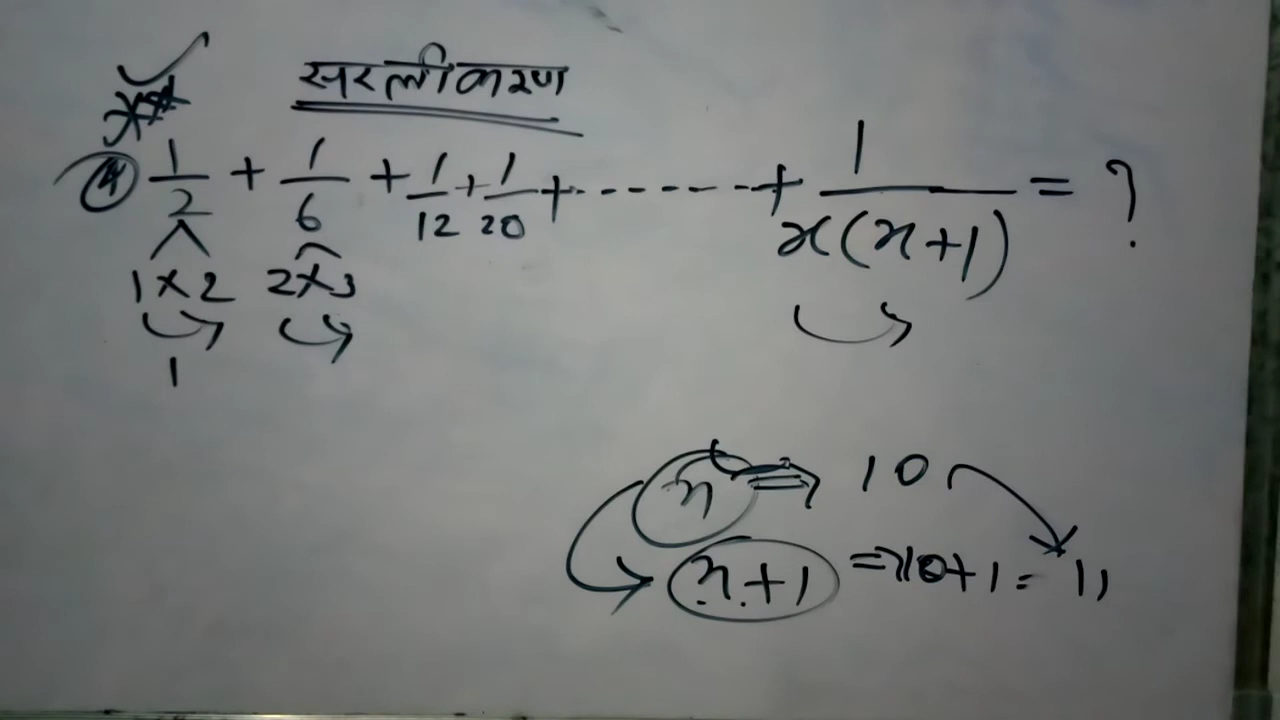 सरलीकरण
④ 1/2 + 1/6 + 1/12 + 1/20 + ------- + 1/x(x+1) = ?
1×2 2×3
1
n ⇒ 10
n+1 ⇒ 10+1 = 11